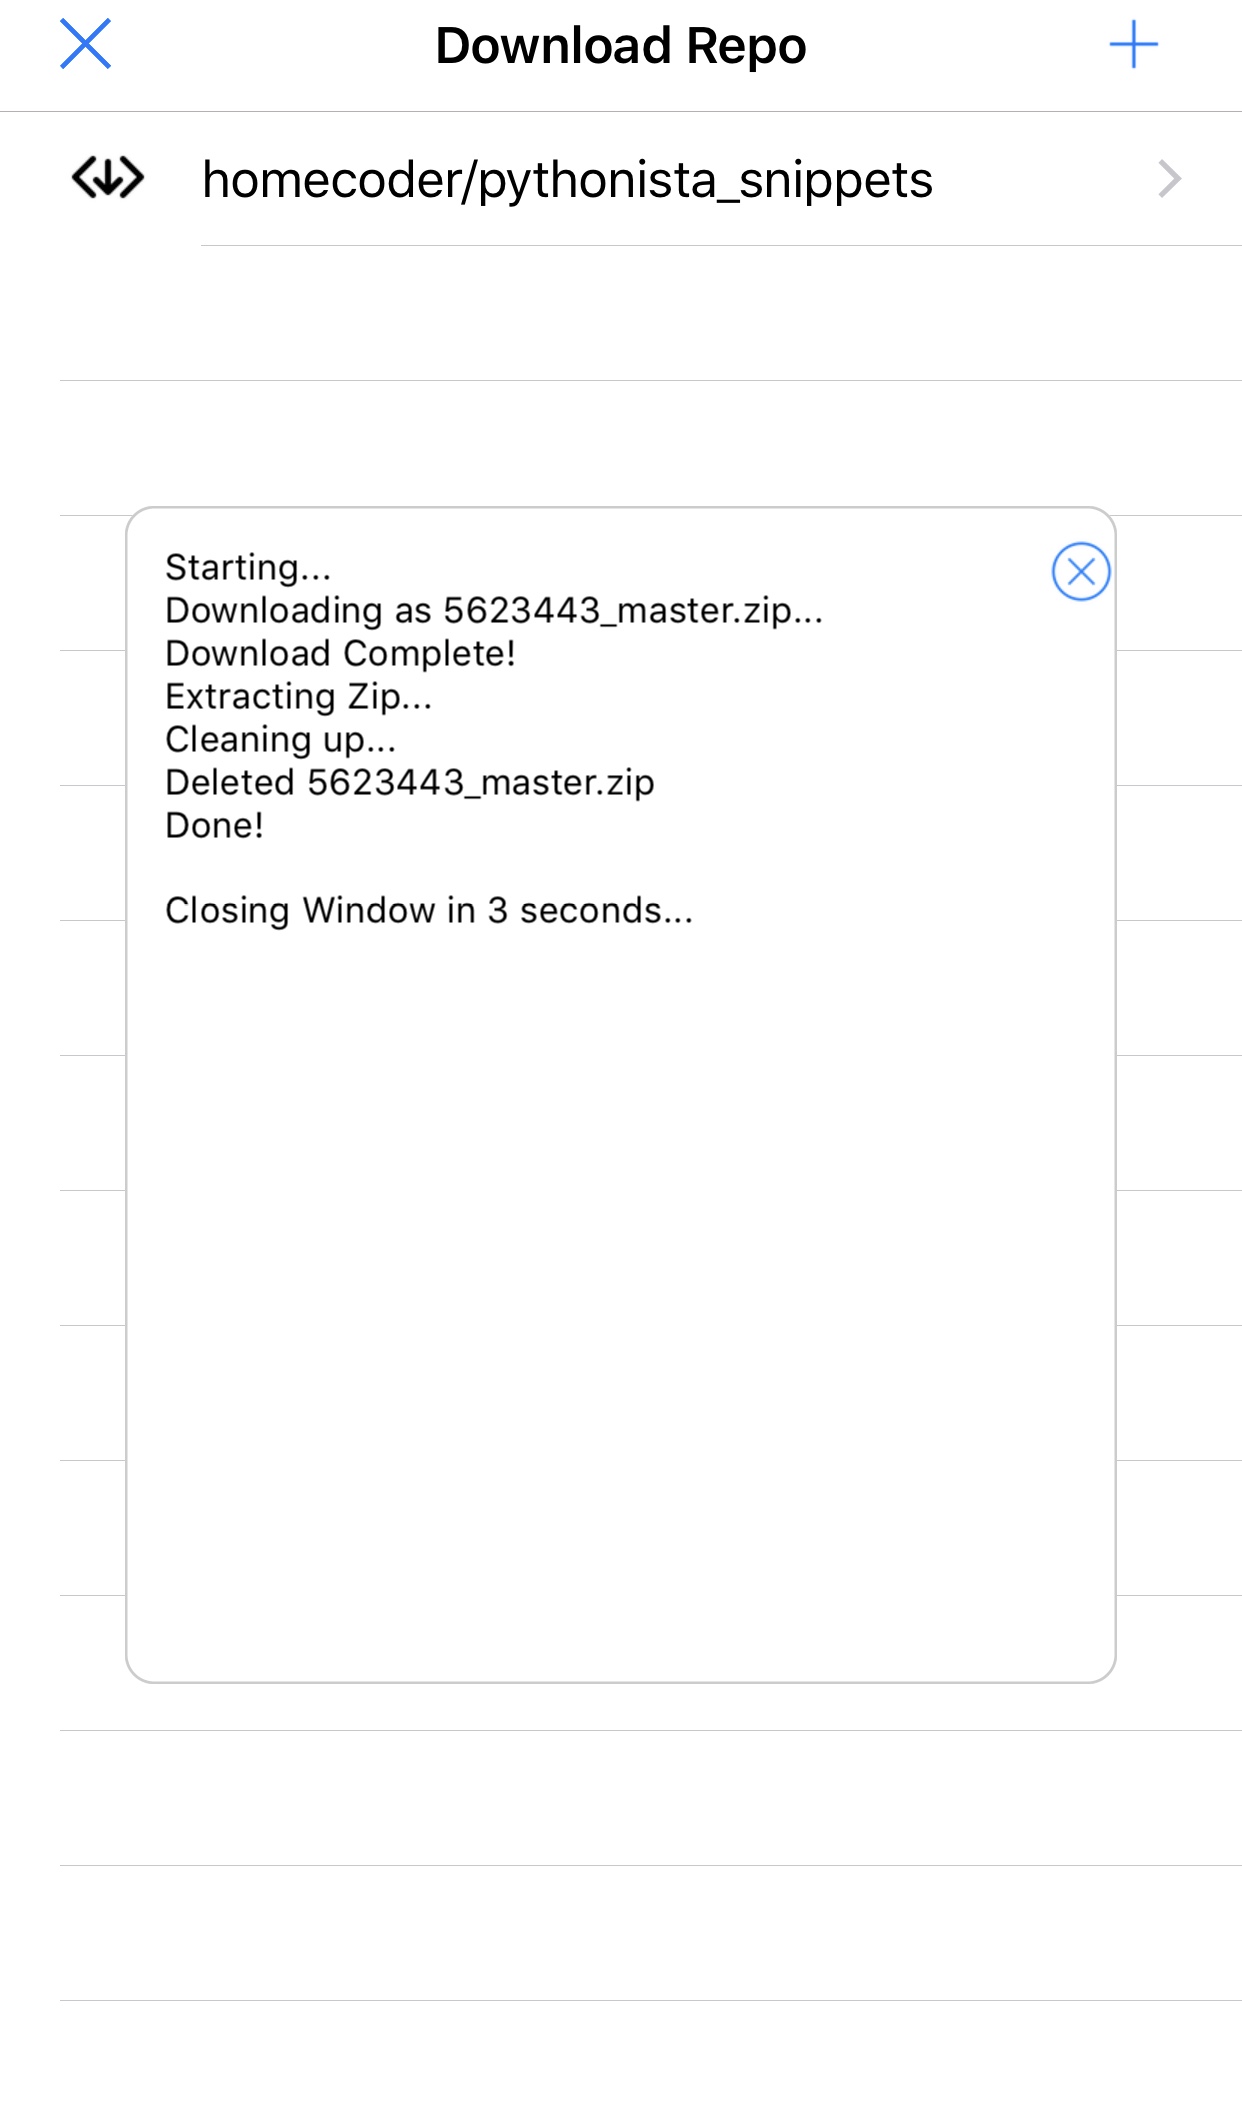 Download Repo
homecoder/pythonista_snippets
Starting...
Downloading as 5623443_master.zip...
Download Complete!
Extracting Zip...
Cleaning up...
Deleted 5623443_master.zip
Done!
Closing Window in 3 seconds...